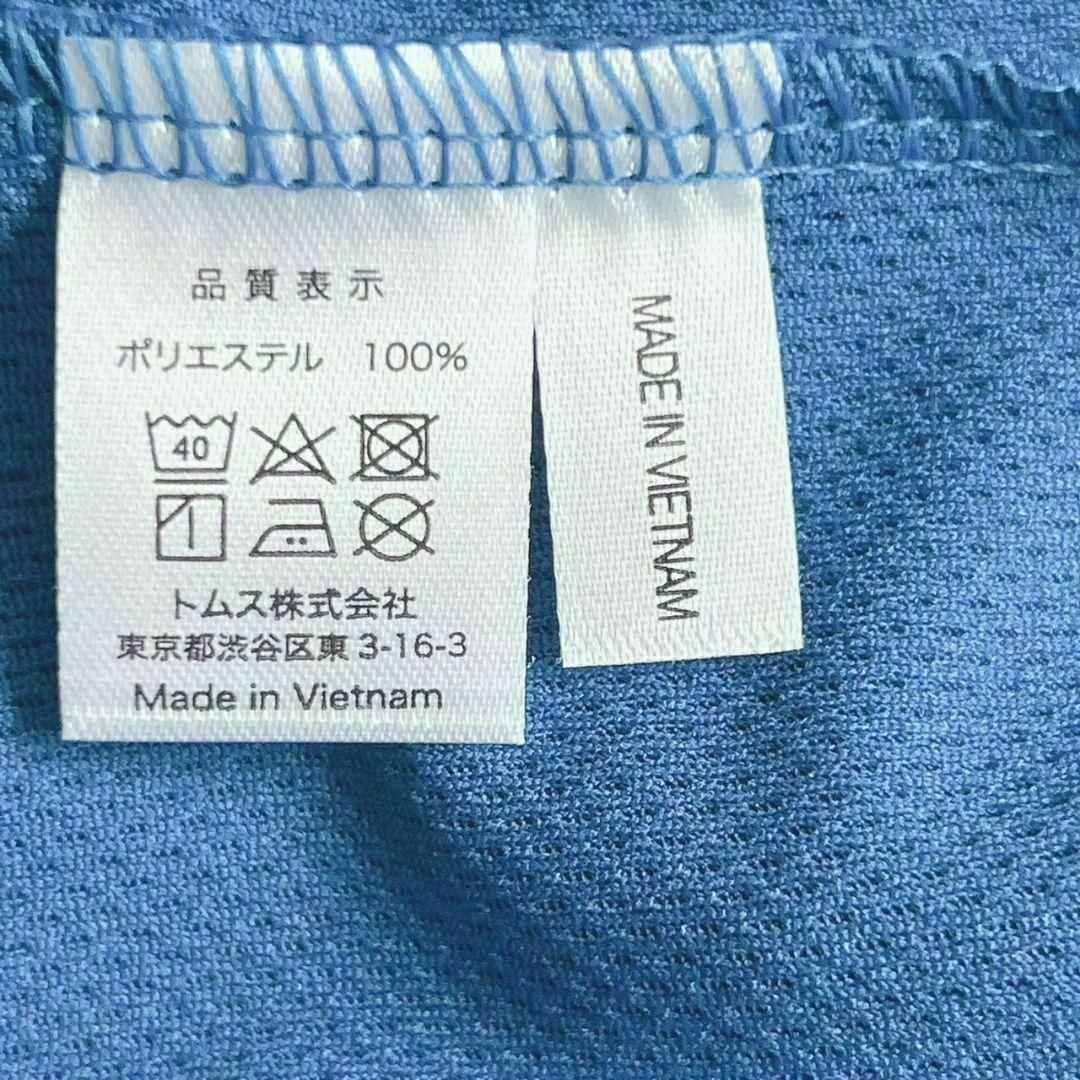 品質表示
ポリエステル 100%
40
トムス株式会社
東京都渋谷区東3-16-3
Made in Vietnam
MADE IN VIETNAM